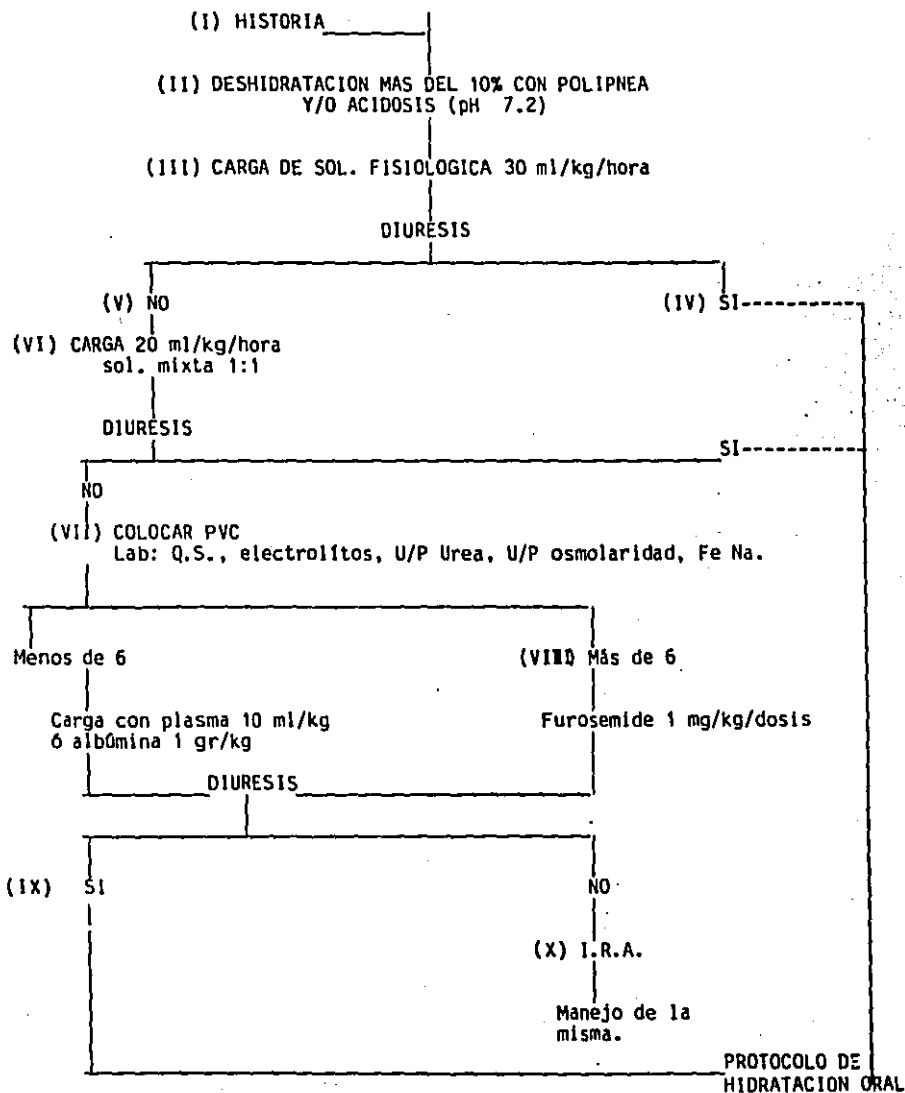 (I) HISTORIA
(II) DESHIDRATACION MAS DEL 10% CON POLIPNEA
Y/O ACIDOSIS (pH 7.2)
(III) CARGA DE SOL. FISIOLOGICA 30 ml/kg/hora
DIURESIS
(V) NO
(IV) SI
(VI) CARGA 20 ml/kg/hora
sol. mixta 1:1
DIURESIS
SI
NO
(VII) COLOCAR PVC
Lab: Q.S., electrolitos, U/P Urea, U/P osmolaridad, Fe Na.
Menos de 6
(VIII) Más de 6
Carga con plasma 10 ml/kg
ó albúmina 1 gr/kg
Furosemide 1 mg/kg/dosis
DIURESIS
(IX) SI
NO
(X) I.R.A.
Manejo de la
misma.
PROTOCOLO DE
HIDRATACION ORAL